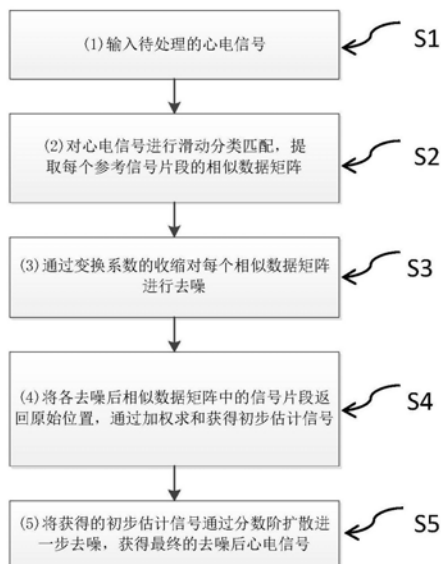 (1)输入待处理的心电信号
S1
(2)对心电信号进行滑动分类匹配，提
取每个参考信号片段的相似数据矩阵
S2
(3)通过变换系数的收缩对每个相似数据矩阵
进行去噪
S3
(4)将各去噪后相似数据矩阵中的信号片段返
回原始位置，通过加权求和获得初步估计信号
S4
(5)将获得的初步估计信号通过分数阶扩散进
一步去噪，获得最终的去噪后心电信号
S5